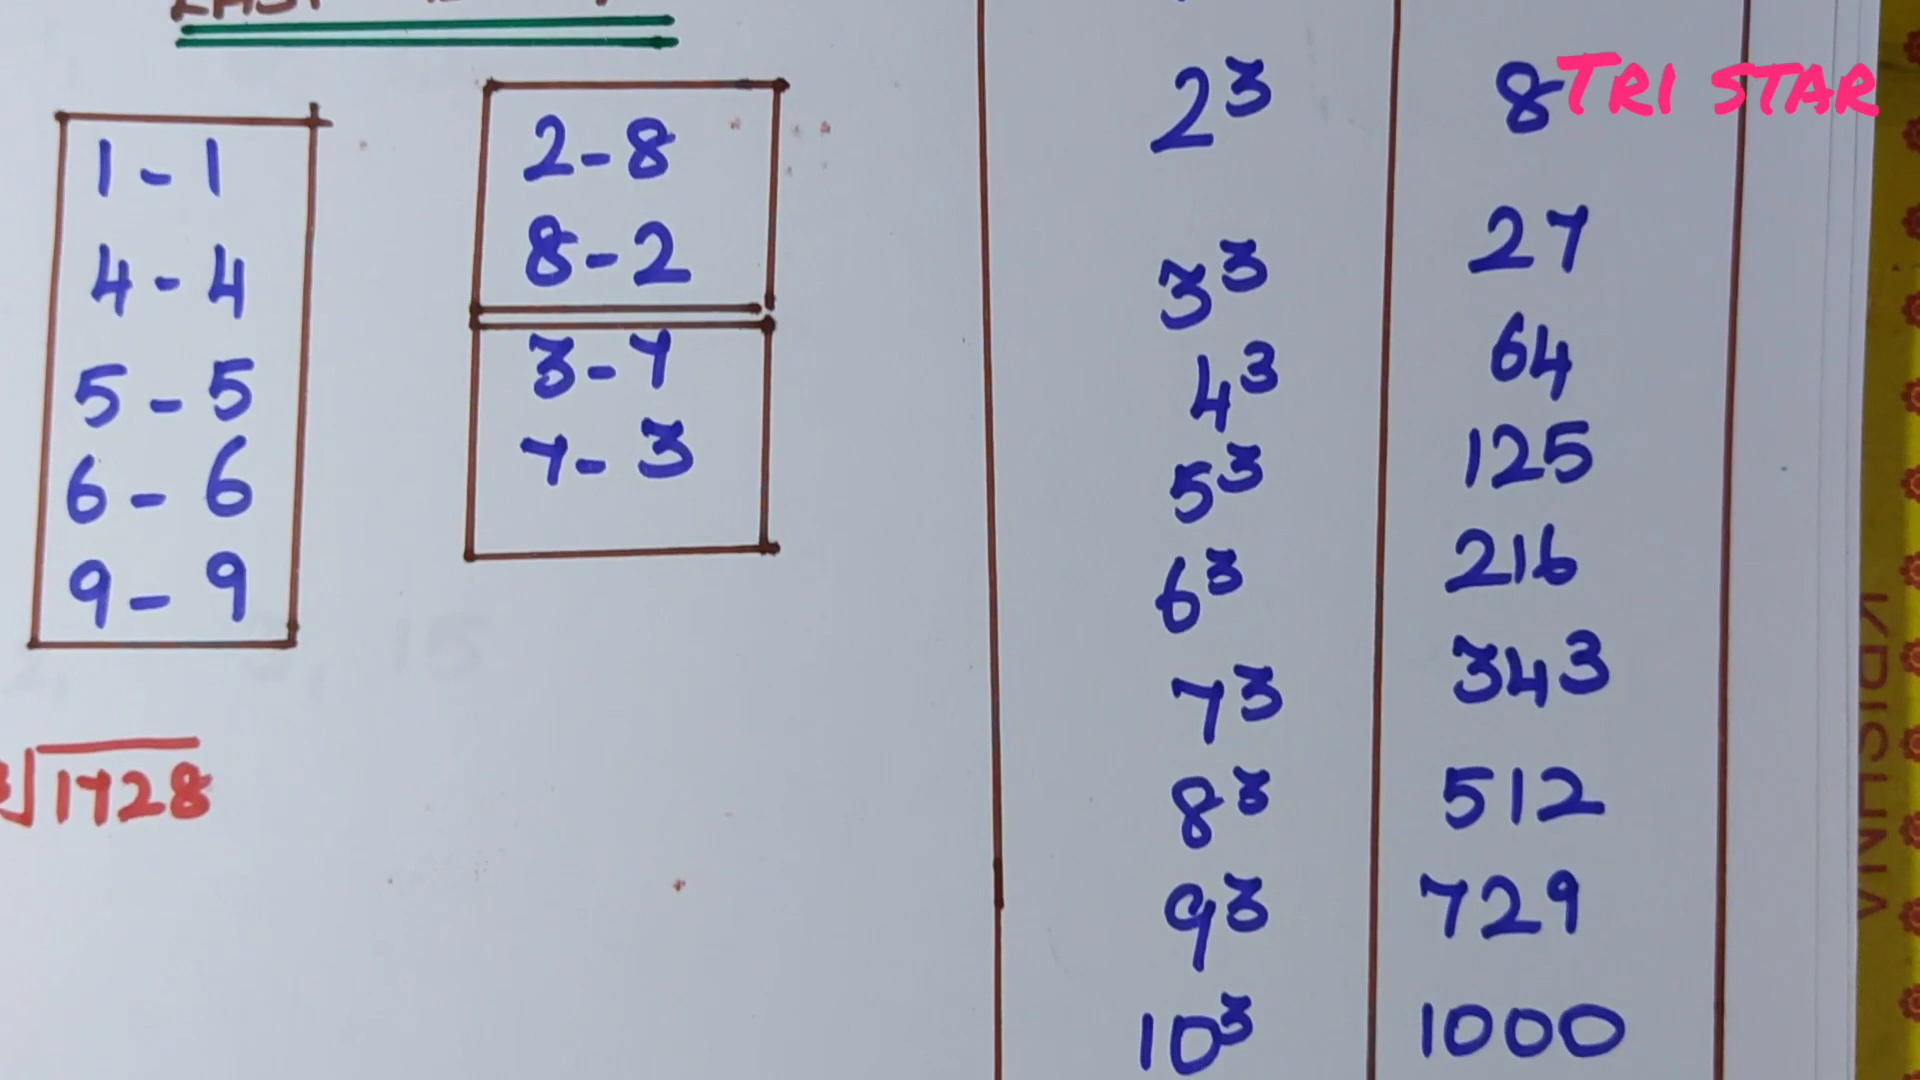 1 - 1
4 - 4
5 - 5
6 - 6
9 - 9
2 - 8
8 - 2
3 - 7
7 - 3
∛1728
2³ 8
3³ 27
4³ 64
5³ 125
6³ 216
7³ 343
8³ 512
9³ 729
10³ 1000
TRI STAR
KRISHNA